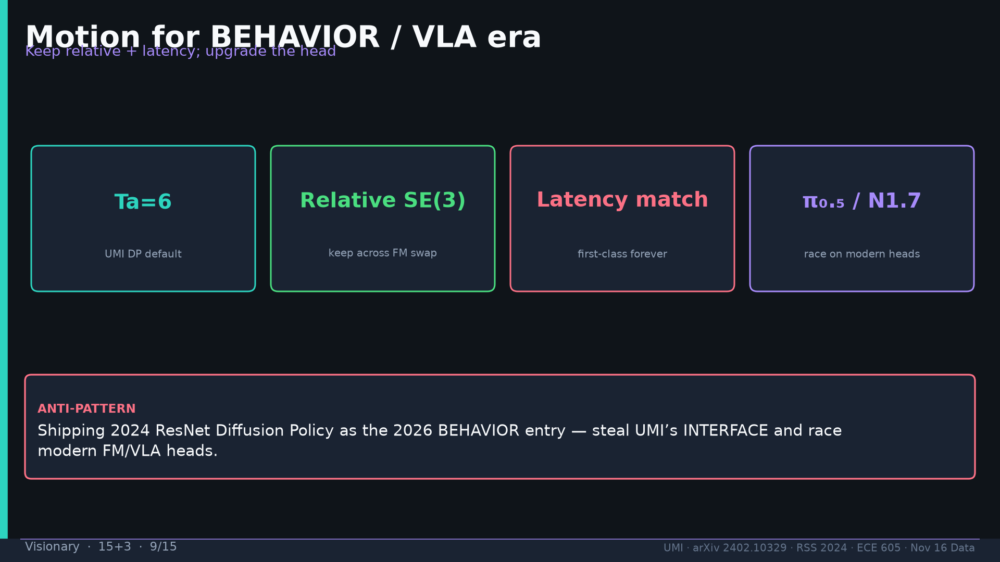 Motion for BEHAVIOR / VLA era
Keep relative + latency; upgrade the head
Ta=6
UMI DP default
Relative SE(3)
keep across FM swap
Latency match
first-class forever
π₀.₅ / N1.7
race on modern heads
ANTI-PATTERN
Shipping 2024 ResNet Diffusion Policy as the 2026 BEHAVIOR entry — steal UMI’s INTERFACE and race
modern FM/VLA heads.
Visionary · 15+3 · 9/15
UMI · arXiv 2402.10329 · RSS 2024 · ECE 605 · Nov 16 Data